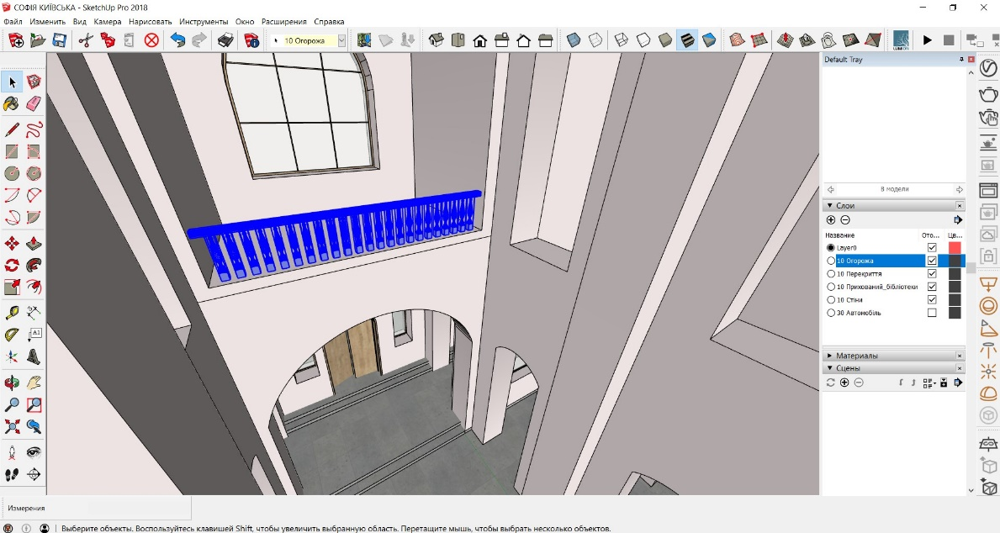 СОФІЯ КИЇВСЬКА - SketchUp Pro 2018
Файл Изменить Вид Камера Нарисовать Инструменты Окно Расширения Справка
10 Огорожа
LUMION
Default Tray
В модели
Слои
Название Ото... Цв...
Layer0
10 Огорожа
10 Перекриття
10 Прихований_бібліотеки
10 Стіни
30 Автомобіль
Материалы
Сцены
A1
Измерения
Выберите объекты. Воспользуйтесь клавишей Shift, чтобы увеличить выбранную область. Перетащите мышь, чтобы выбрать несколько объектов.